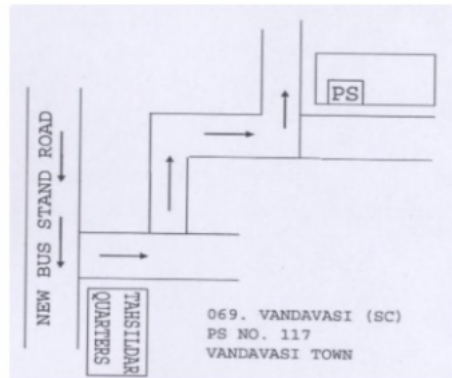 PS
NEW BUS STAND ROAD
TAHSILDAR
QUARTERS
069. VANDAVASI (SC)
PS NO. 117
VANDAVASI TOWN